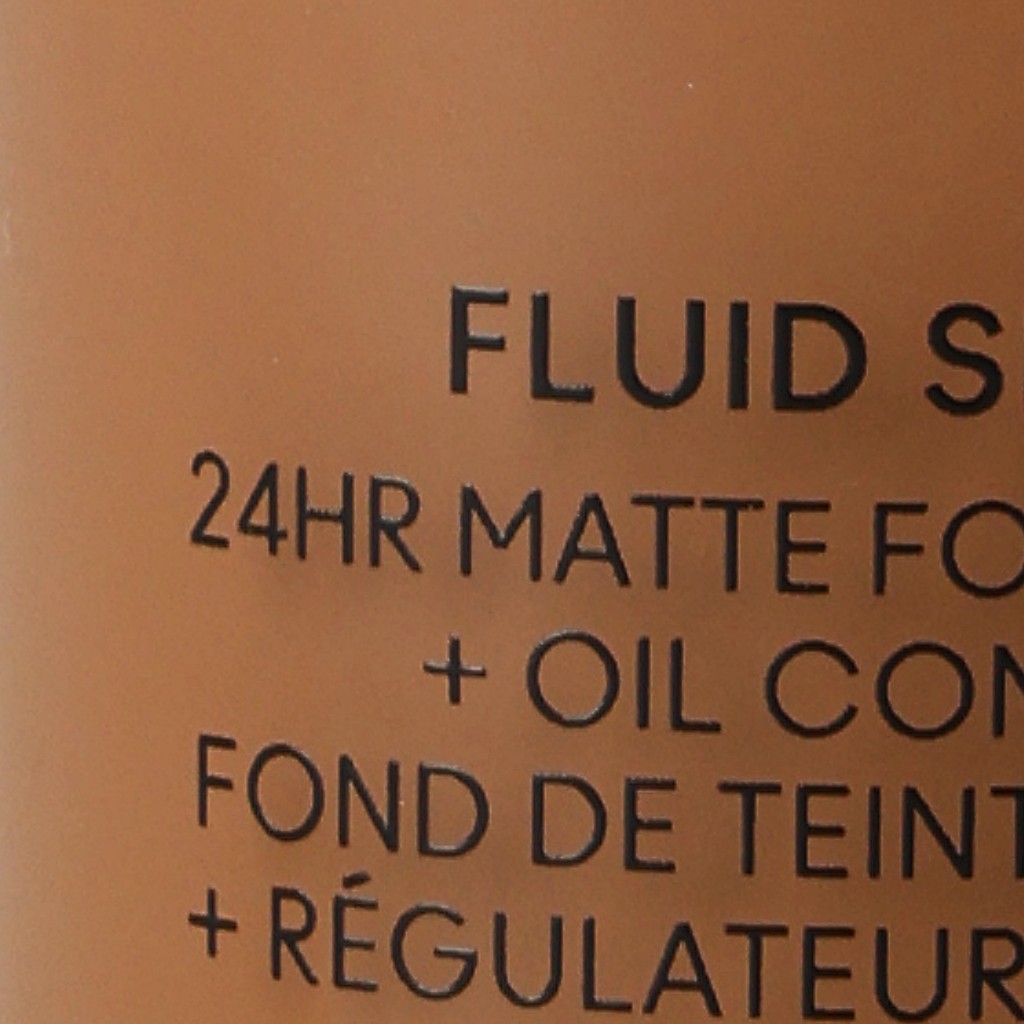 FLUID S
24HR MATTE FO
+ OIL CON
FOND DE TEINT
+ RÉGULATEUR